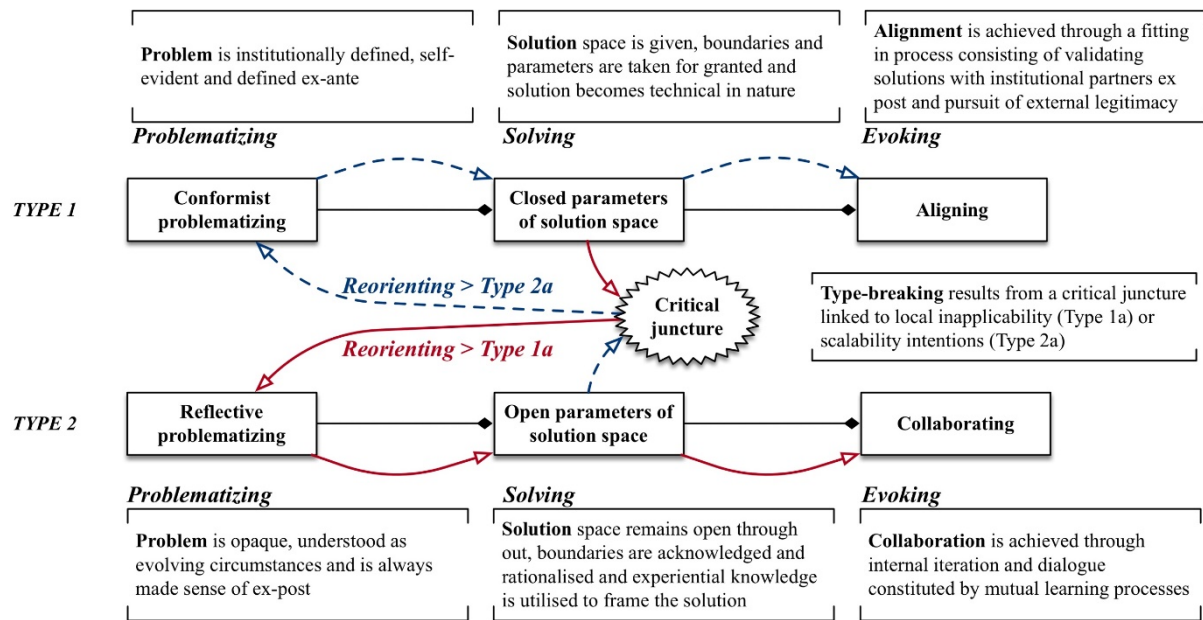 Problem is institutionally defined, self-
evident and defined ex-ante
Solution space is given, boundaries and
parameters are taken for granted and
solution becomes technical in nature
Alignment is achieved through a fitting
in process consisting of validating
solutions with institutional partners ex
post and pursuit of external legitimacy
Problematizing
Solving
Evoking
TYPE 1
Conformist
problematizing
Closed parameters
of solution space
Aligning
Reorienting > Type 2a
Critical
juncture
Reorienting > Type 1a
Type-breaking results from a critical juncture
linked to local inapplicability (Type 1a) or
scalability intentions (Type 2a)
TYPE 2
Reflective
problematizing
Open parameters of
solution space
Collaborating
Problematizing
Solving
Evoking
Problem is opaque, understood as
evolving circumstances and is always
made sense of ex-post
Solution space remains open through
out, boundaries are acknowledged and
rationalised and experiential knowledge
is utilised to frame the solution
Collaboration is achieved through
internal iteration and dialogue
constituted by mutual learning processes